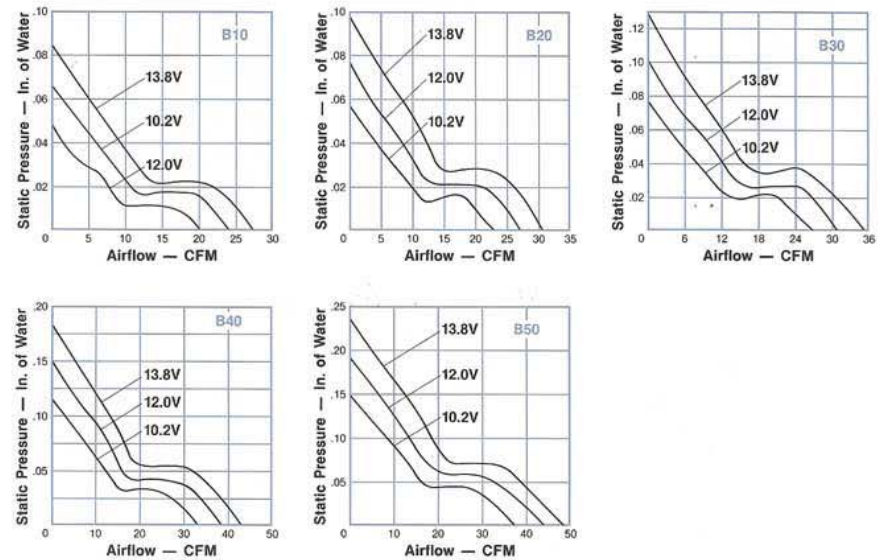 B10
Static Pressure — In. of Water
.10
.08
.06
.04
.02
0
13.8V
10.2V
12.0V
5 10 15 20 25 30
Airflow — CFM
B20
Static Pressure — In. of Water
.10
.08
.06
.04
.02
0
13.8V
12.0V
10.2V
5 10 15 20 25 30 35
Airflow — CFM
B30
Static Pressure — In. of Water
.12
.10
.08
.06
.04
.02
0
13.8V
12.0V
10.2V
6 12 18 24 30 36
Airflow — CFM
B40
Static Pressure — In. of Water
.20
.15
.10
.05
0
13.8V
12.0V
10.2V
10 20 30 40 50
Airflow — CFM
B50
Static Pressure — In. of Water
.25
.20
.15
.10
.05
0
13.8V
12.0V
10.2V
10 20 30 40 50
Airflow — CFM